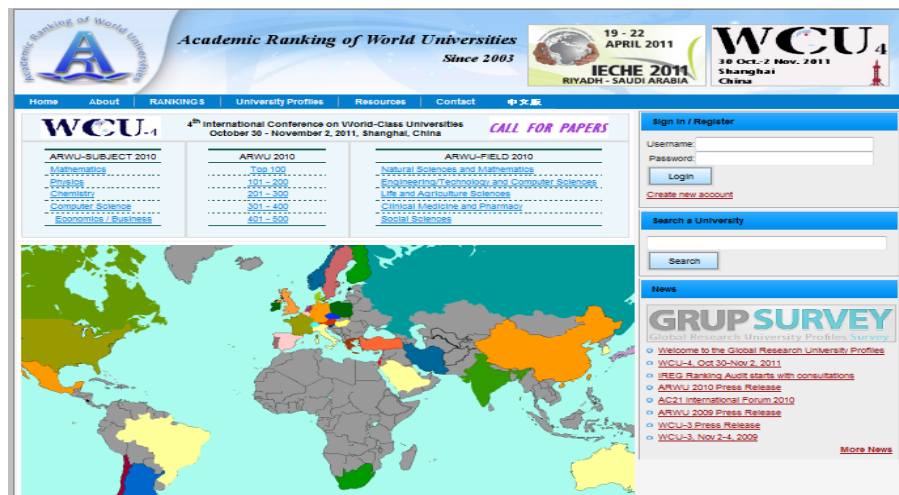 Academic Ranking of World Universities
Academic Ranking of World Universities
Since 2003
19 - 22
APRIL 2011
IECHE 2011
RIYADH - SAUDI ARABIA
WCU 4
30 Oct.-2 Nov. 2011
Shanghai
China
Home About RANKINGS University Profiles Resources Contact 中文版
WCU-4
4th International Conference on World-Class Universities
October 30 - November 2, 2011, Shanghai, China
CALL FOR PAPERS
ARWU-SUBJECT 2010
Mathematics
Physics
Chemistry
Computer Science
Economics / Business
ARWU 2010
Top 100
101 - 200
201 - 300
301 - 400
401 - 500
ARWU-FIELD 2010
Natural Sciences and Mathematics
Engineering/Technology and Computer Sciences
Life and Agriculture Sciences
Clinical Medicine and Pharmacy
Social Sciences
Sign In / Register
Username:
Password:
Login
Create new account
Search a University
Search
News
GRUP SURVEY
Global Research University Profiles Survey
Welcome to the Global Research University Profiles
WCU-4, Oct 30-Nov 2, 2011
IREG Ranking Audit starts with consultations
ARWU 2010 Press Release
AC21 International Forum 2010
ARWU 2009 Press Release
WCU-3 Press Release
WCU-3, Nov 2-4, 2009
More News